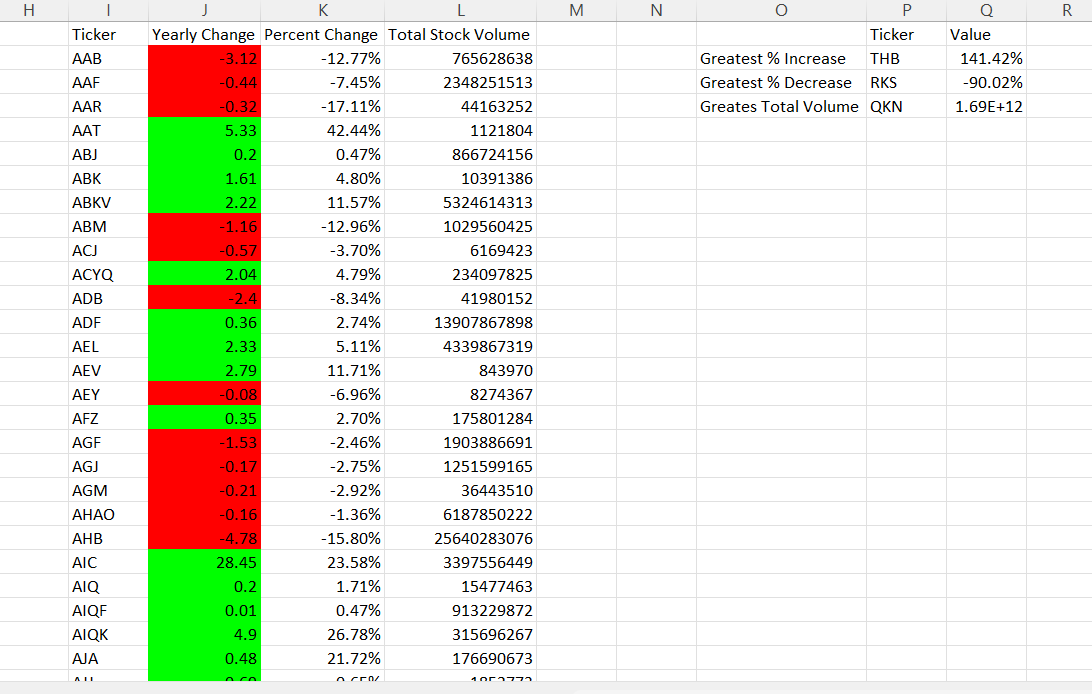 H I J K L M N O P Q R
Ticker Yearly Change Percent Change Total Stock Volume Ticker Value
AAB -3.12 -12.77% 765628638 Greatest % Increase THB 141.42%
AAF -0.44 -7.45% 2348251513 Greatest % Decrease RKS -90.02%
AAR -0.32 -17.11% 44163252 Greates Total Volume QKN 1.69E+12
AAT 5.33 42.44% 1121804
ABJ 0.2 0.47% 866724156
ABK 1.61 4.80% 10391386
ABKV 2.22 11.57% 5324614313
ABM -1.16 -12.96% 1029560425
ACJ -0.57 -3.70% 6169423
ACYQ 2.04 4.79% 234097825
ADB -2.4 -8.34% 41980152
ADF 0.36 2.74% 13907867898
AEL 2.33 5.11% 4339867319
AEV 2.79 11.71% 843970
AEY -0.08 -6.96% 8274367
AFZ 0.35 2.70% 175801284
AGF -1.53 -2.46% 1903886691
AGJ -0.17 -2.75% 1251599165
AGM -0.21 -2.92% 36443510
AHAO -0.16 -1.36% 6187850222
AHB -4.78 -15.80% 25640283076
AIC 28.45 23.58% 3397556449
AIQ 0.2 1.71% 15477463
AIQF 0.01 0.47% 913229872
AIQK 4.9 26.78% 315696267
AJA 0.48 21.72% 176690673